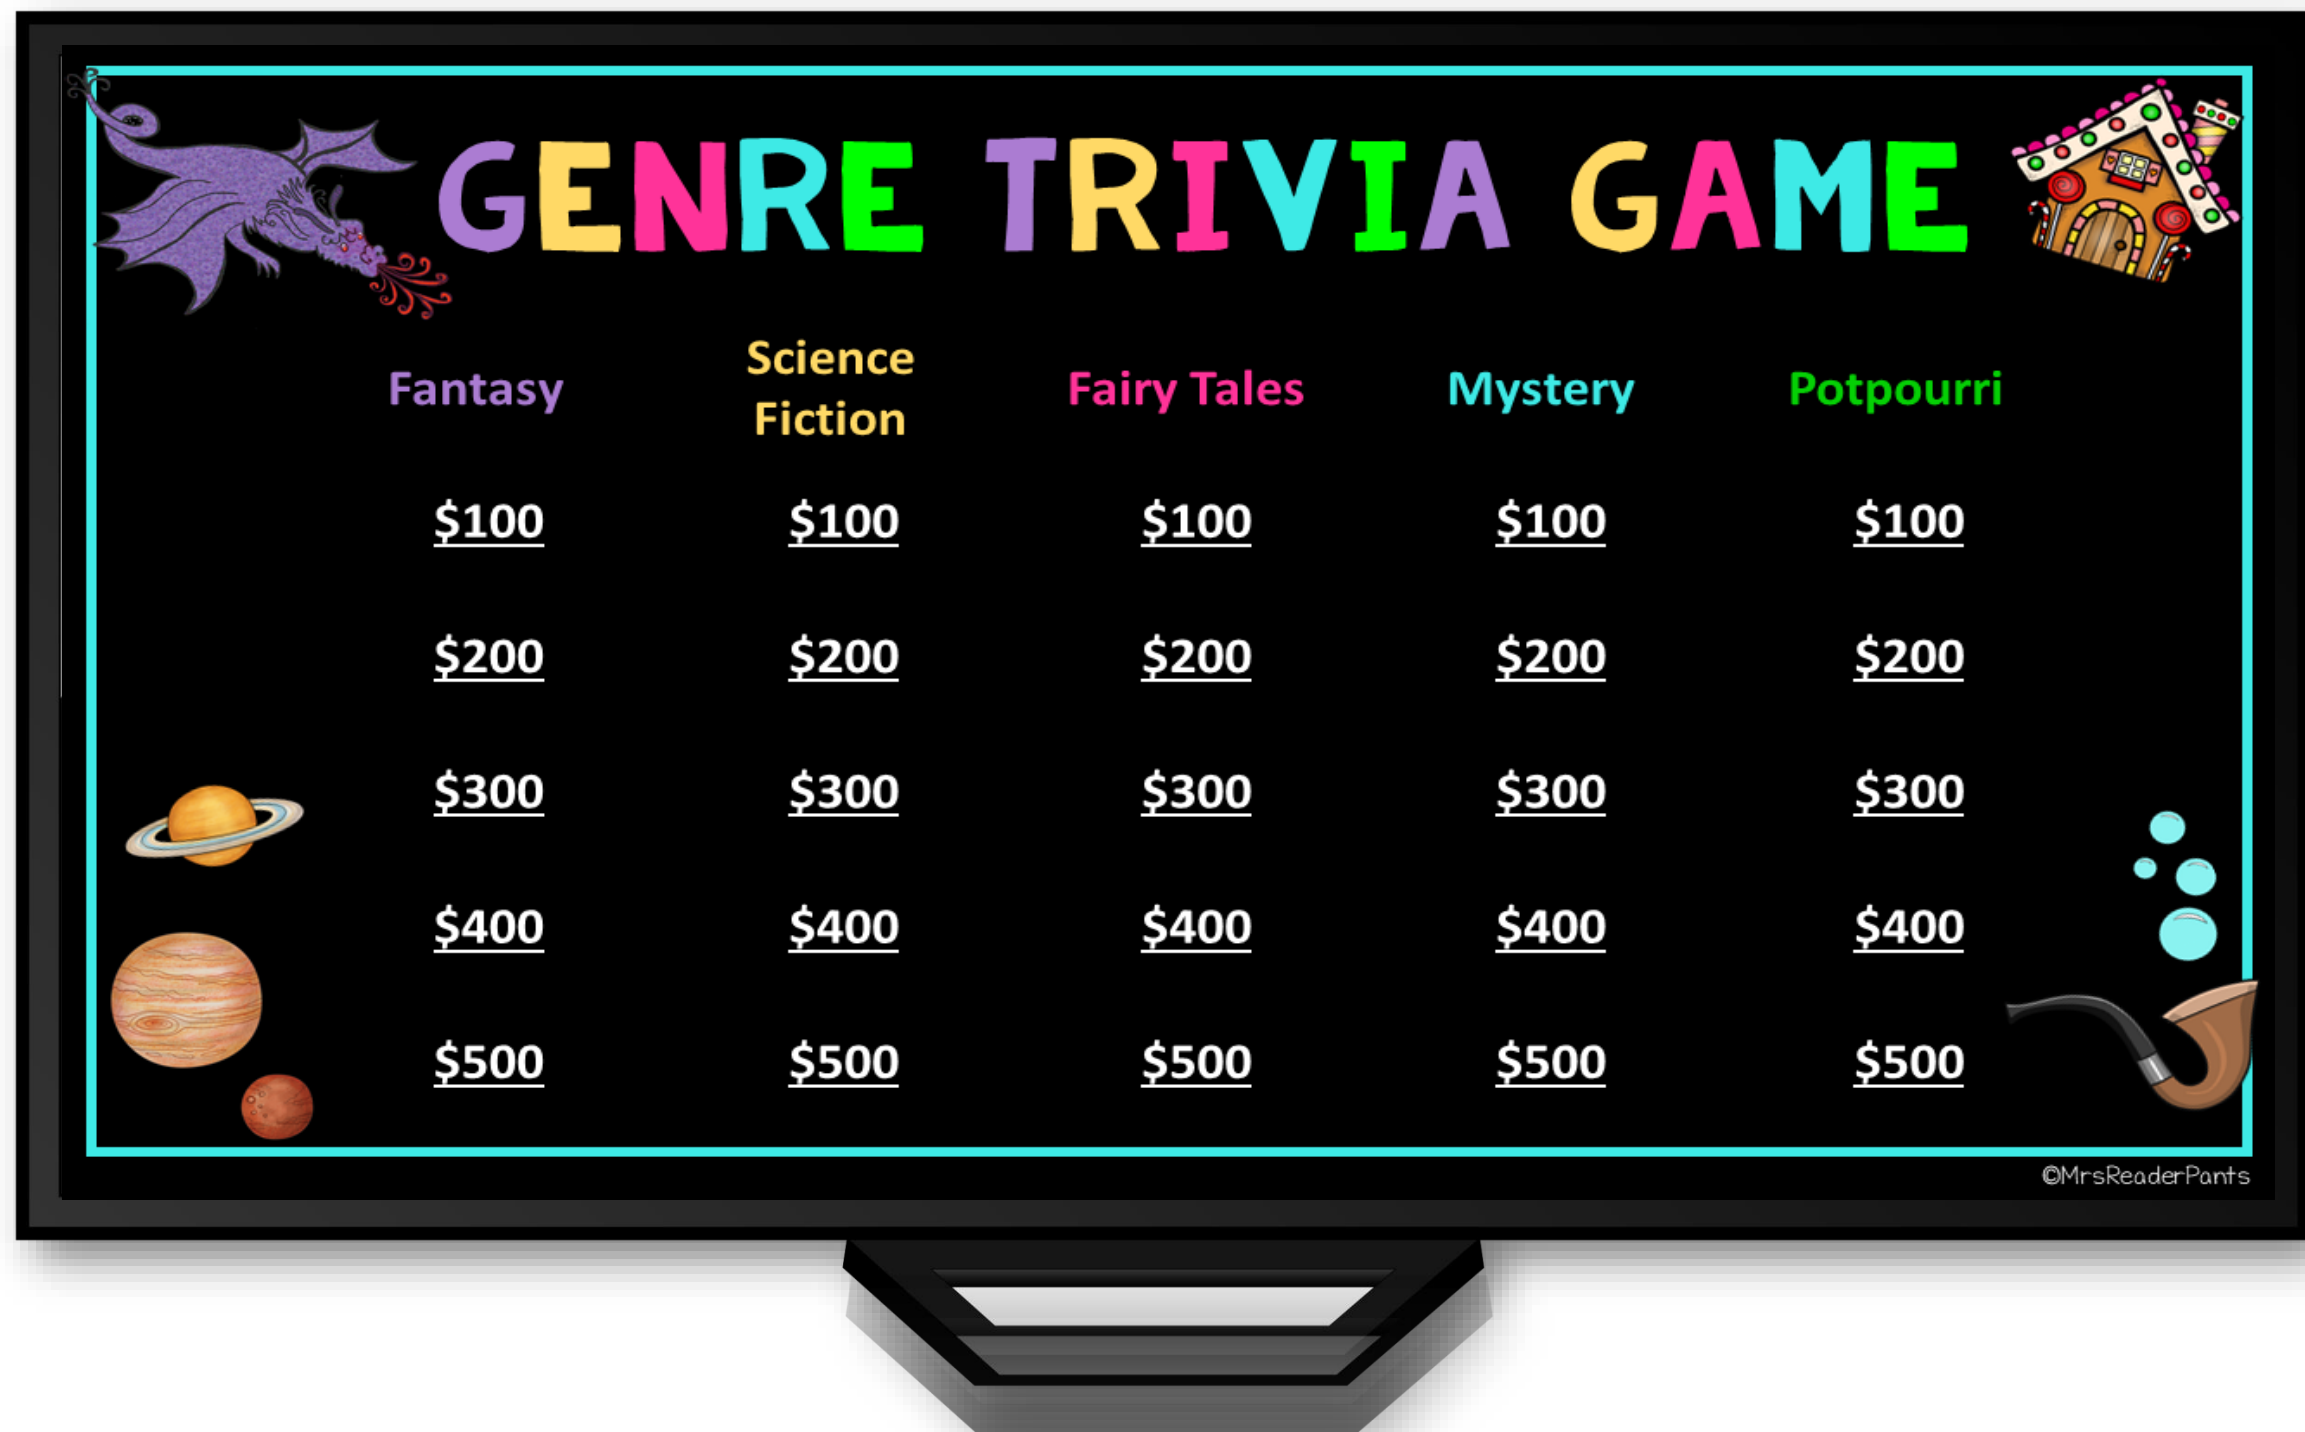 GENRE TRIVIA GAME
Fantasy
Science
Fiction
Fairy Tales
Mystery
Potpourri
$100 $100 $100 $100 $100
$200 $200 $200 $200 $200
$300 $300 $300 $300 $300
$400 $400 $400 $400 $400
$500 $500 $500 $500 $500
©MrsReaderPants